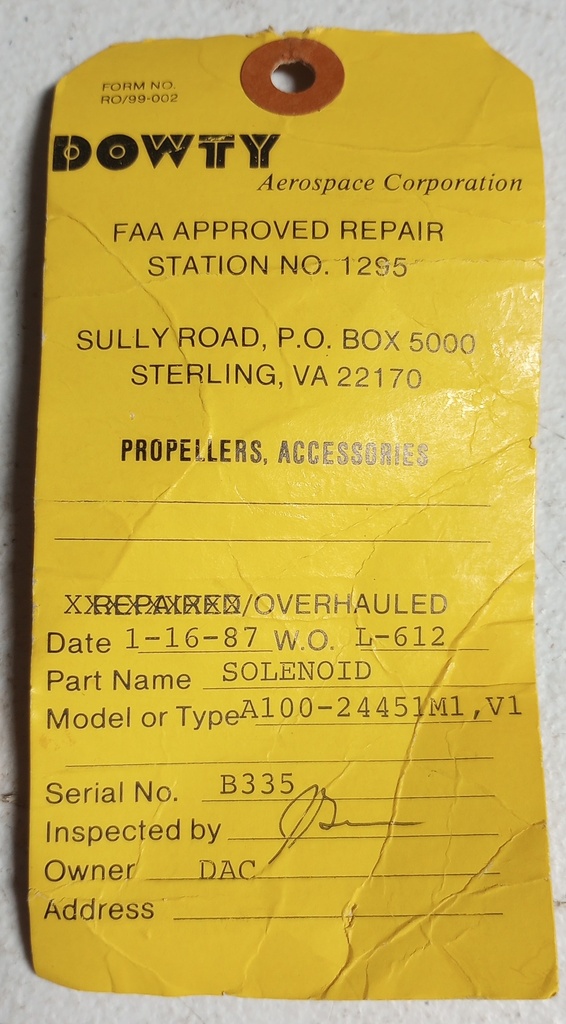 FORM NO.
RO/99-002
DOWTY
Aerospace Corporation
FAA APPROVED REPAIR
STATION NO. 1295
SULLY ROAD, P.O. BOX 5000
STERLING, VA 22170
PROPELLERS, ACCESSORIES
REPAIRED/OVERHAULED
Date 1-16-87 W.O. L-612
Part Name SOLENOID
Model or Type A100-24451M1,V1
Serial No. B335
Inspected by
Owner DAC
Address